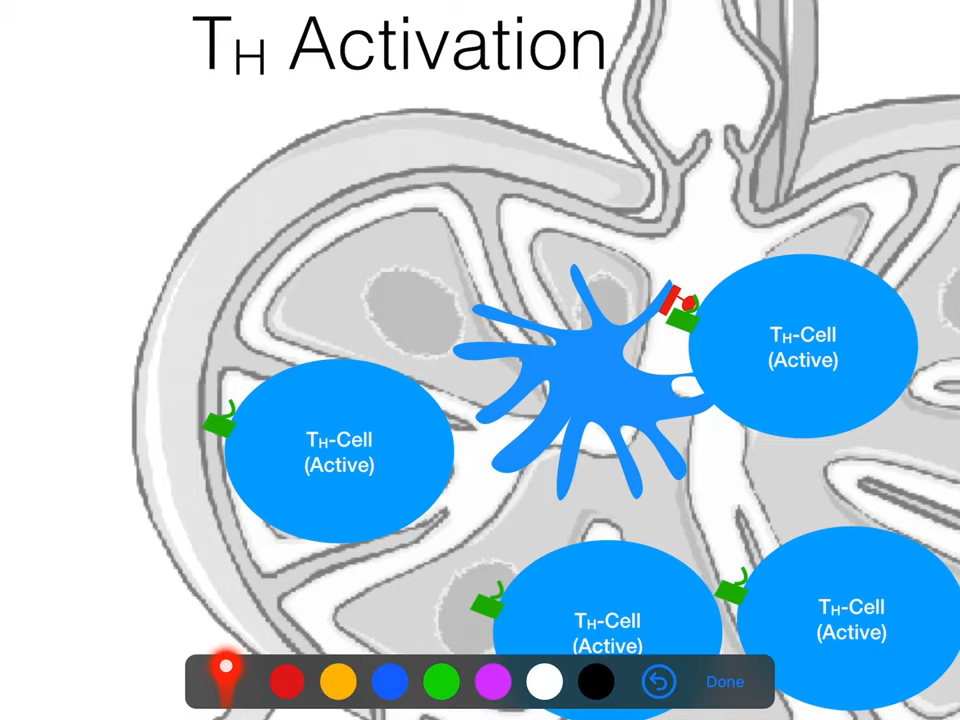 TH Activation
TH-Cell
(Active)
TH-Cell
(Active)
TH-Cell
(Active)
TH-Cell
(Active)
Done